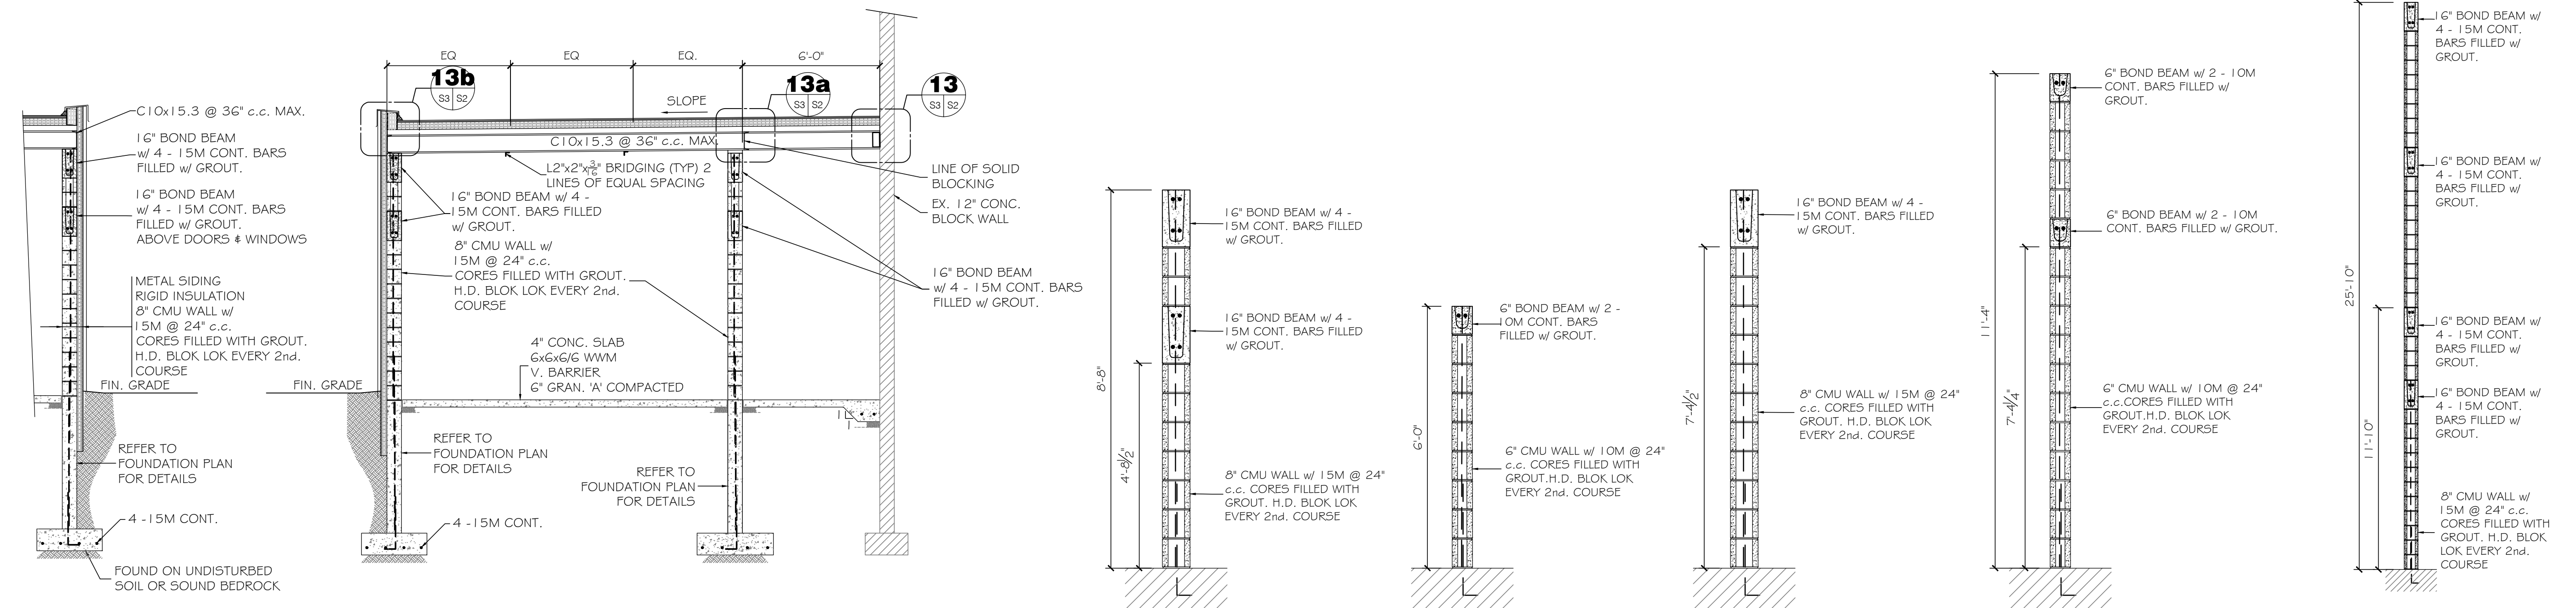 C10x15.3 @ 36" c.c. MAX.
16" BOND BEAM
w/ 4 - 15M CONT. BARS
FILLED w/ GROUT.
16" BOND BEAM
w/ 4 - 15M CONT. BARS
FILLED w/ GROUT.
ABOVE DOORS & WINDOWS
METAL SIDING
RIGID INSULATION
8" CMU WALL w/
15M @ 24" c.c.
CORES FILLED WITH GROUT.
H.D. BLOK LOK EVERY 2nd.
COURSE
FIN. GRADE
REFER TO
FOUNDATION PLAN
FOR DETAILS
4 -15M CONT.
FOUND ON UNDISTURBED
SOIL OR SOUND BEDROCK
EQ
EQ
EQ.
6'-0"
13b
S3 S2
13a
S3 S2
13
S3 S2
SLOPE
C10x15.3 @ 36" c.c. MAX.
L2"x2"x3/16" BRIDGING (TYP) 2
LINES OF EQUAL SPACING
16" BOND BEAM w/ 4 -
15M CONT. BARS FILLED
w/ GROUT.
8" CMU WALL w/
15M @ 24" c.c.
CORES FILLED WITH GROUT.
H.D. BLOK LOK EVERY 2nd.
COURSE
LINE OF SOLID
BLOCKING
EX. 12" CONC.
BLOCK WALL
16" BOND BEAM
w/ 4 - 15M CONT. BARS
FILLED w/ GROUT.
4" CONC. SLAB
6x6x6/6 WWM
V. BARRIER
6" GRAN. 'A' COMPACTED
FIN. GRADE
REFER TO
FOUNDATION PLAN
FOR DETAILS
REFER TO
FOUNDATION PLAN
FOR DETAILS
4 -15M CONT.
8'-8"
4'-8½"
16" BOND BEAM w/ 4 -
15M CONT. BARS FILLED
w/ GROUT.
16" BOND BEAM w/ 4 -
15M CONT. BARS FILLED
w/ GROUT.
8" CMU WALL w/ 15M @ 24"
c.c. CORES FILLED WITH
GROUT. H.D. BLOK LOK
EVERY 2nd. COURSE
6'-0"
6" BOND BEAM w/ 2 -
10M CONT. BARS
FILLED w/ GROUT.
6" CMU WALL w/ 10M @ 24"
c.c. CORES FILLED WITH
GROUT.H.D. BLOK LOK
EVERY 2nd. COURSE
7'-4½"
16" BOND BEAM w/ 4 -
15M CONT. BARS FILLED
w/ GROUT.
8" CMU WALL w/ 15M @ 24"
c.c. CORES FILLED WITH
GROUT. H.D. BLOK LOK
EVERY 2nd. COURSE
11'-4"
7'-4¼"
6" BOND BEAM w/ 2 - 10M
CONT. BARS FILLED w/
GROUT.
6" BOND BEAM w/ 2 - 10M
CONT. BARS FILLED w/ GROUT.
6" CMU WALL w/ 10M @ 24"
c.c.CORES FILLED WITH
GROUT.H.D. BLOK LOK
EVERY 2nd. COURSE
25'-10"
11'-10"
16" BOND BEAM w/
4 - 15M CONT.
BARS FILLED w/
GROUT.
16" BOND BEAM w/
4 - 15M CONT.
BARS FILLED w/
GROUT.
16" BOND BEAM w/
4 - 15M CONT.
BARS FILLED w/
GROUT.
16" BOND BEAM w/
4 - 15M CONT.
BARS FILLED w/
GROUT.
8" CMU WALL w/
15M @ 24" c.c.
CORES FILLED WITH
GROUT. H.D. BLOK
LOK EVERY 2nd.
COURSE